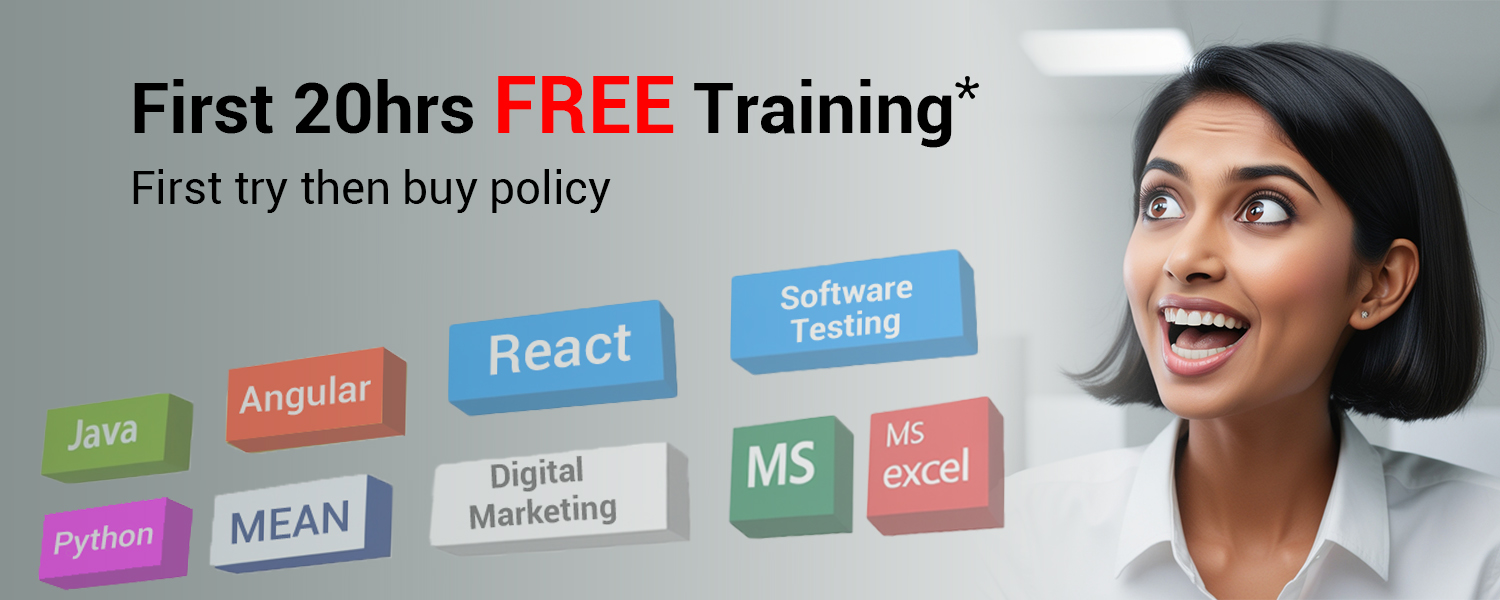 First 20hrs FREE Training*
First try then buy policy
Java
Angular
React
Software
Testing
Python
MEAN
Digital
Marketing
MS
MS
excel